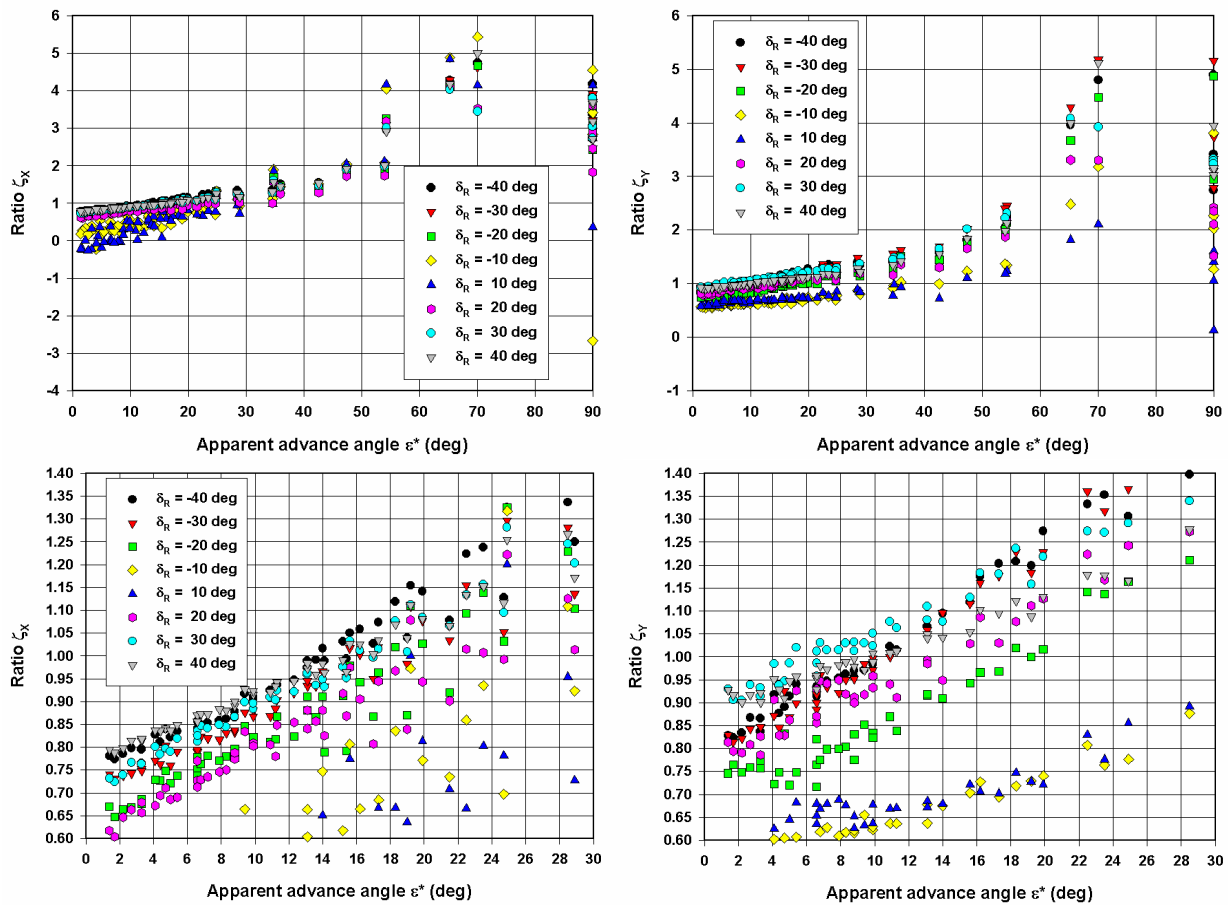 6
5
4
3
2
1
0
-1
-2
-3
-4
Ratio ζX
0 10 20 30 40 50 60 70 80 90
Apparent advance angle ε* (deg)
δR = -40 deg
δR = -30 deg
δR = -20 deg
δR = -10 deg
δR = 10 deg
δR = 20 deg
δR = 30 deg
δR = 40 deg
6
5
4
3
2
1
0
-1
Ratio ζY
0 10 20 30 40 50 60 70 80 90
Apparent advance angle ε* (deg)
δR = -40 deg
δR = -30 deg
δR = -20 deg
δR = -10 deg
δR = 10 deg
δR = 20 deg
δR = 30 deg
δR = 40 deg
1.40
1.35
1.30
1.25
1.20
1.15
1.10
1.05
1.00
0.95
0.90
0.85
0.80
0.75
0.70
0.65
0.60
Ratio ζX
0 2 4 6 8 10 12 14 16 18 20 22 24 26 28 30
Apparent advance angle ε* (deg)
δR = -40 deg
δR = -30 deg
δR = -20 deg
δR = -10 deg
δR = 10 deg
δR = 20 deg
δR = 30 deg
δR = 40 deg
1.40
1.35
1.30
1.25
1.20
1.15
1.10
1.05
1.00
0.95
0.90
0.85
0.80
0.75
0.70
0.65
0.60
Ratio ζY
0 2 4 6 8 10 12 14 16 18 20 22 24 26 28 30
Apparent advance angle ε* (deg)